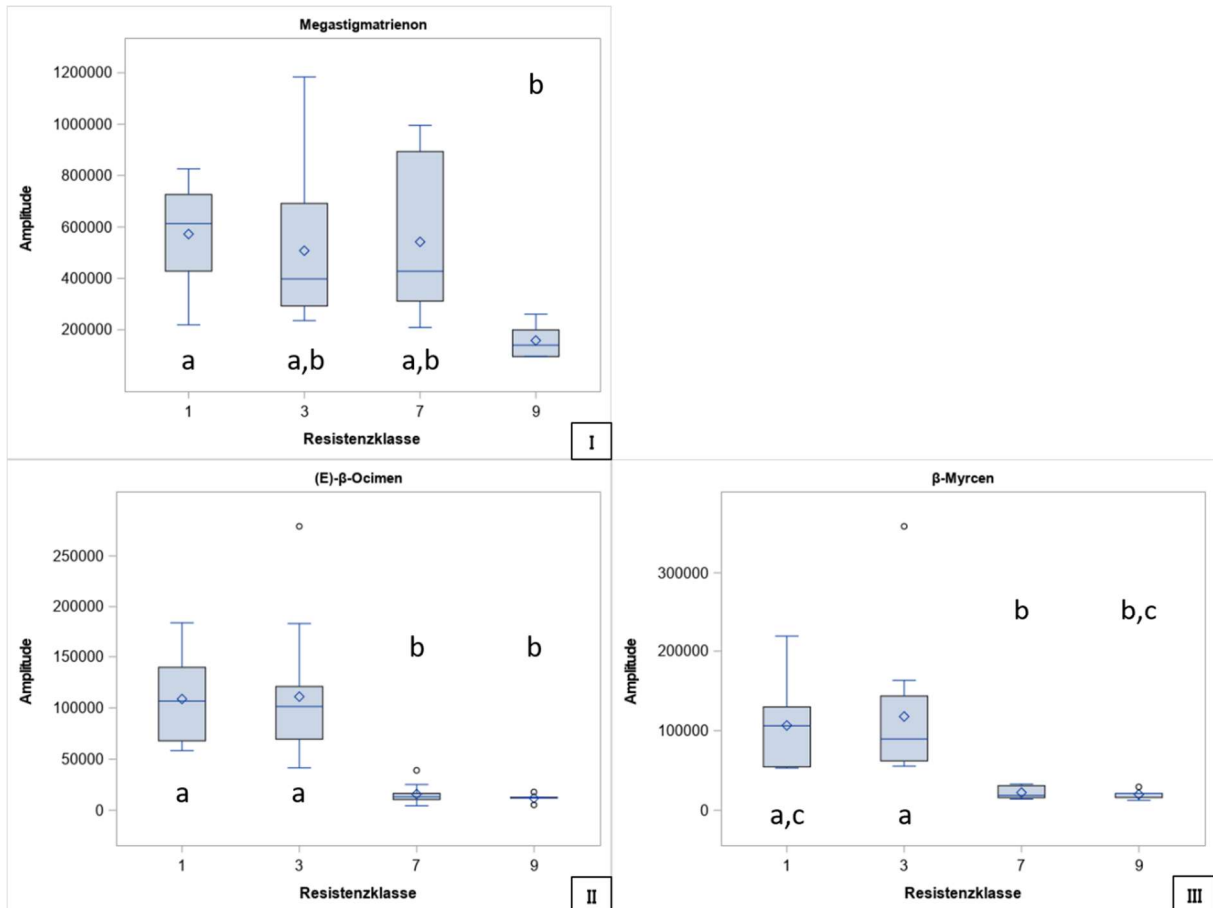 Megastigmatrienon
Amplitude
1200000
1000000
800000
600000
400000
200000
b
a
a,b
a,b
1
3
7
9
Resistenzklasse
I
(E)-β-Ocimen
Amplitude
250000
200000
150000
100000
50000
0
b
b
a
a
1
3
7
9
Resistenzklasse
II
β-Myrcen
Amplitude
300000
200000
100000
0
b
b,c
a,c
a
1
3
7
9
Resistenzklasse
III